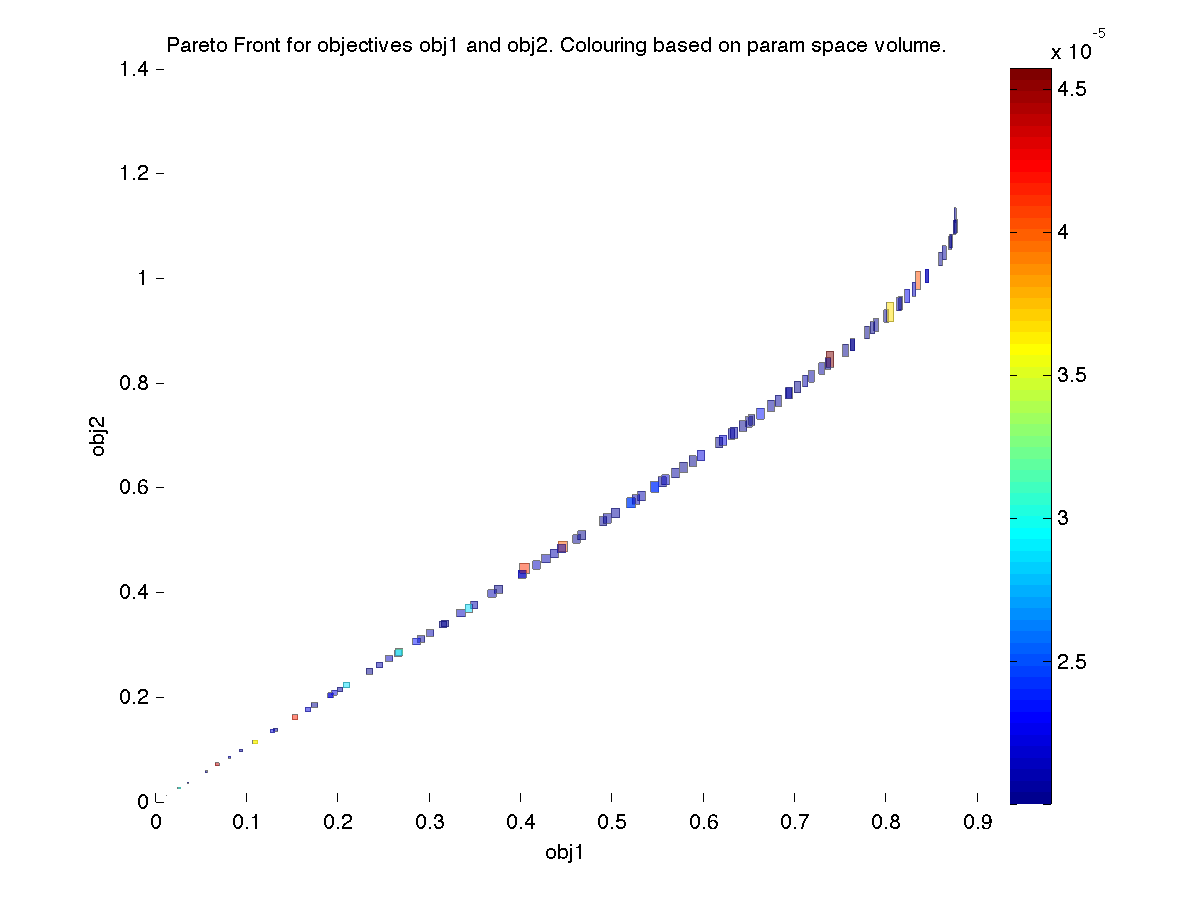 Pareto Front for objectives obj1 and obj2. Colouring based on param space volume.
x 10-5
1.4
1.2
1
0.8
0.6
0.4
0.2
0
obj2
0 0.1 0.2 0.3 0.4 0.5 0.6 0.7 0.8 0.9
obj1
4.5
4
3.5
3
2.5